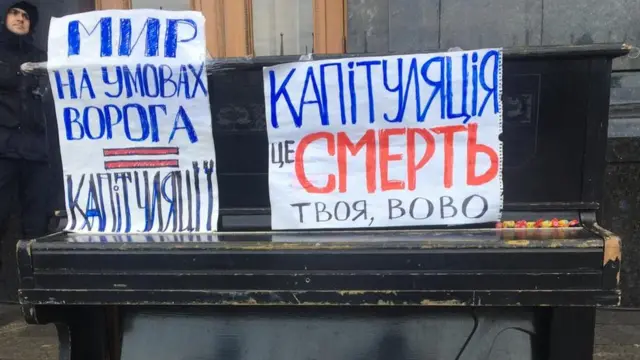 МИР
НА УМОВАХ
ВОРОГА
=
КАПІТУЛЯЦІЇ
КАПІТУЛЯЦІЯ
ЦЕ СМЕРТЬ
ТВОЯ, ВОВО